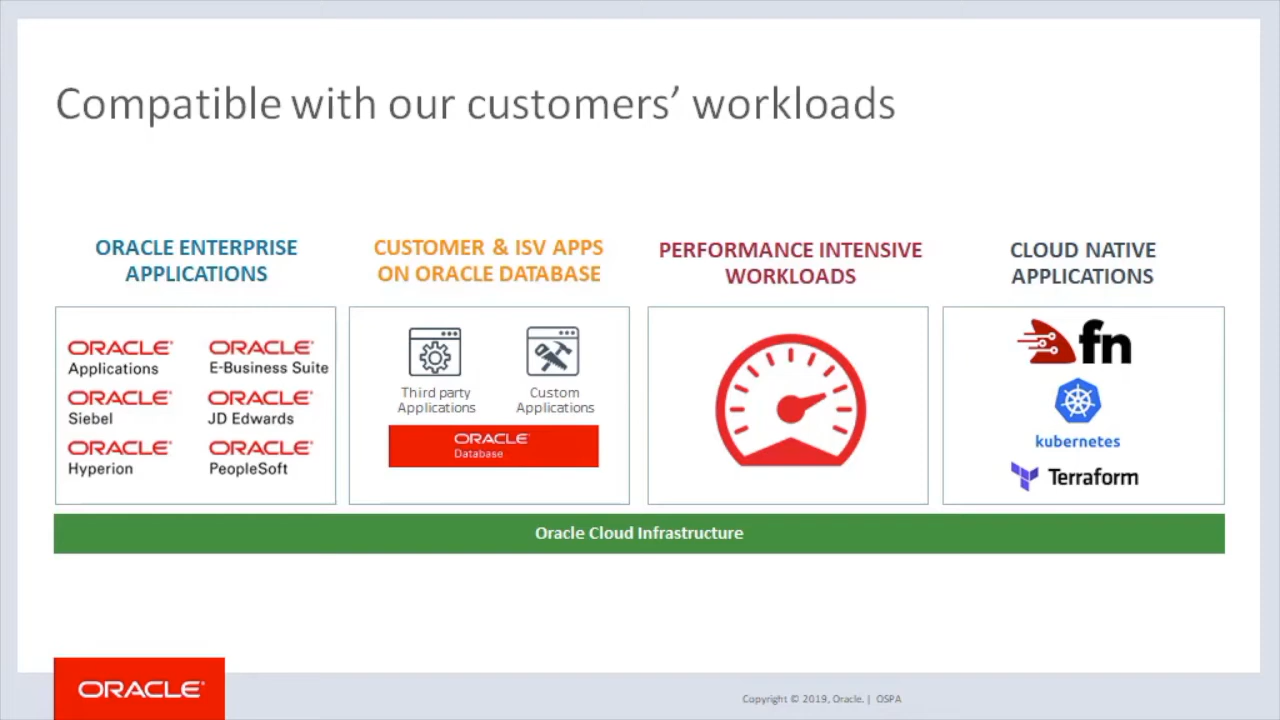 Compatible with our customers’ workloads
ORACLE ENTERPRISE
APPLICATIONS
CUSTOMER & ISV APPS
ON ORACLE DATABASE
PERFORMANCE INTENSIVE
WORKLOADS
CLOUD NATIVE
APPLICATIONS
ORACLE®
Applications
ORACLE®
E-Business Suite
ORACLE®
Siebel
ORACLE®
JD Edwards
ORACLE®
Hyperion
ORACLE®
PeopleSoft
Third party
Applications
Custom
Applications
ORACLE®
Database
fn
kubernetes
Terraform
Oracle Cloud Infrastructure
ORACLE®
Copyright © 2019, Oracle. | OSPA